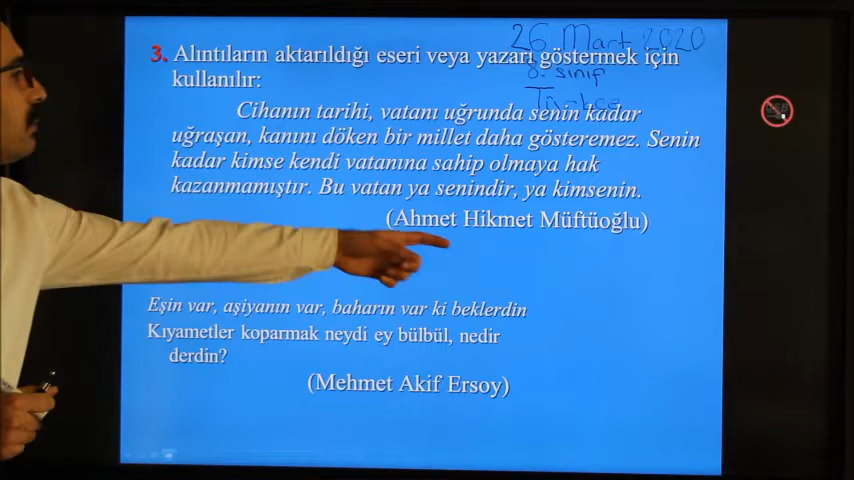 26 Mart 2020
8. sınıf
Türkçe
3. Alıntıların aktarıldığı eseri veya yazarı göstermek için
kullanılır:
Cihanın tarihi, vatanı uğrunda senin kadar
uğraşan, kanını döken bir millet daha gösteremez. Senin
kadar kimse kendi vatanına sahip olmaya hak
kazanmamıştır. Bu vatan ya senindir, ya kimsenin.
(Ahmet Hikmet Müftüoğlu)
Eşin var, aşiyanın var, baharın var ki beklerdin
Kıyametler koparmak neydi ey bülbül, nedir
derdin?
(Mehmet Akif Ersoy)
USB